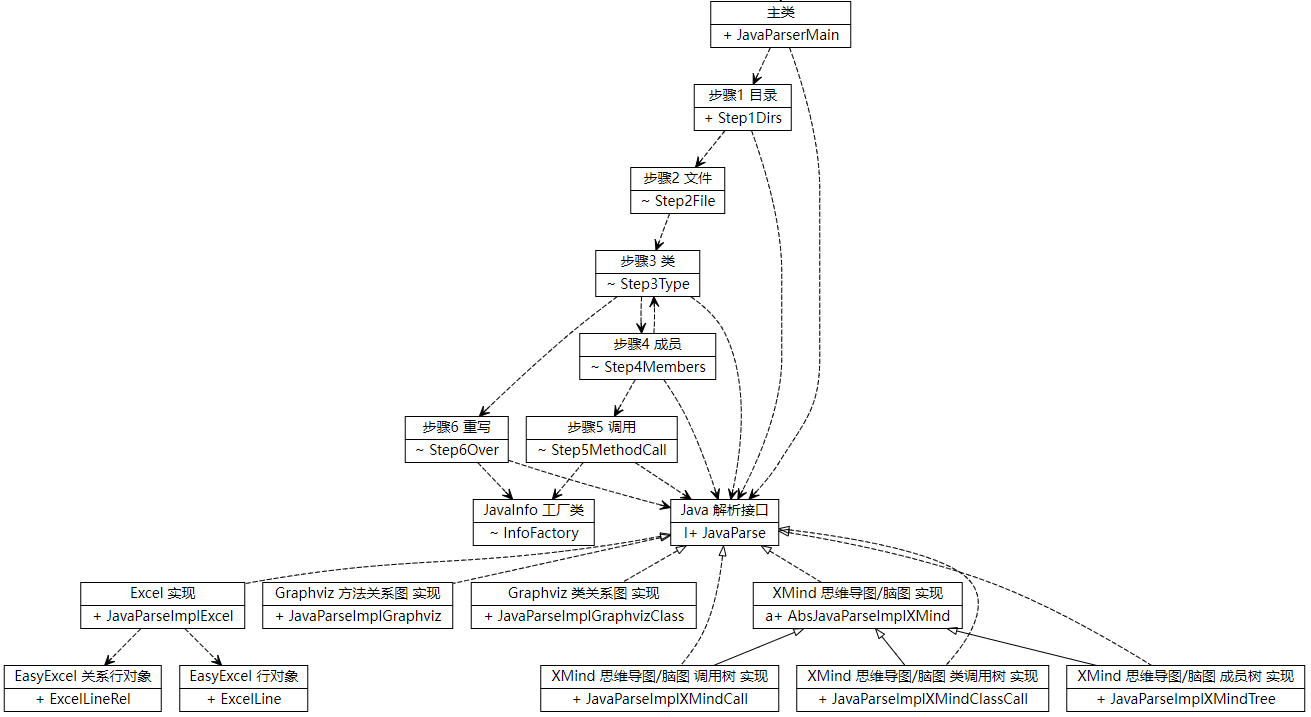 主类
+ JavaParserMain
步骤1 目录
+ Step1Dirs
步骤2 文件
~ Step2File
步骤3 类
~ Step3Type
步骤4 成员
~ Step4Members
步骤6 重写
~ Step6Over
步骤5 调用
~ Step5MethodCall
JavaInfo 工厂类
~ InfoFactory
Java 解析接口
I+ JavaParse
Excel 实现
+ JavaParseImplExcel
Graphviz 方法关系图 实现
+ JavaParseImplGraphviz
Graphviz 类关系图 实现
+ JavaParseImplGraphvizClass
XMind 思维导图/脑图 实现
a+ AbsJavaParseImplXMind
EasyExcel 关系行对象
+ ExcelLineRel
EasyExcel 行对象
+ ExcelLine
XMind 思维导图/脑图 调用树 实现
+ JavaParseImplXMindCall
XMind 思维导图/脑图 类调用树 实现
+ JavaParseImplXMindClassCall
XMind 思维导图/脑图 成员树 实现
+ JavaParseImplXMindTree